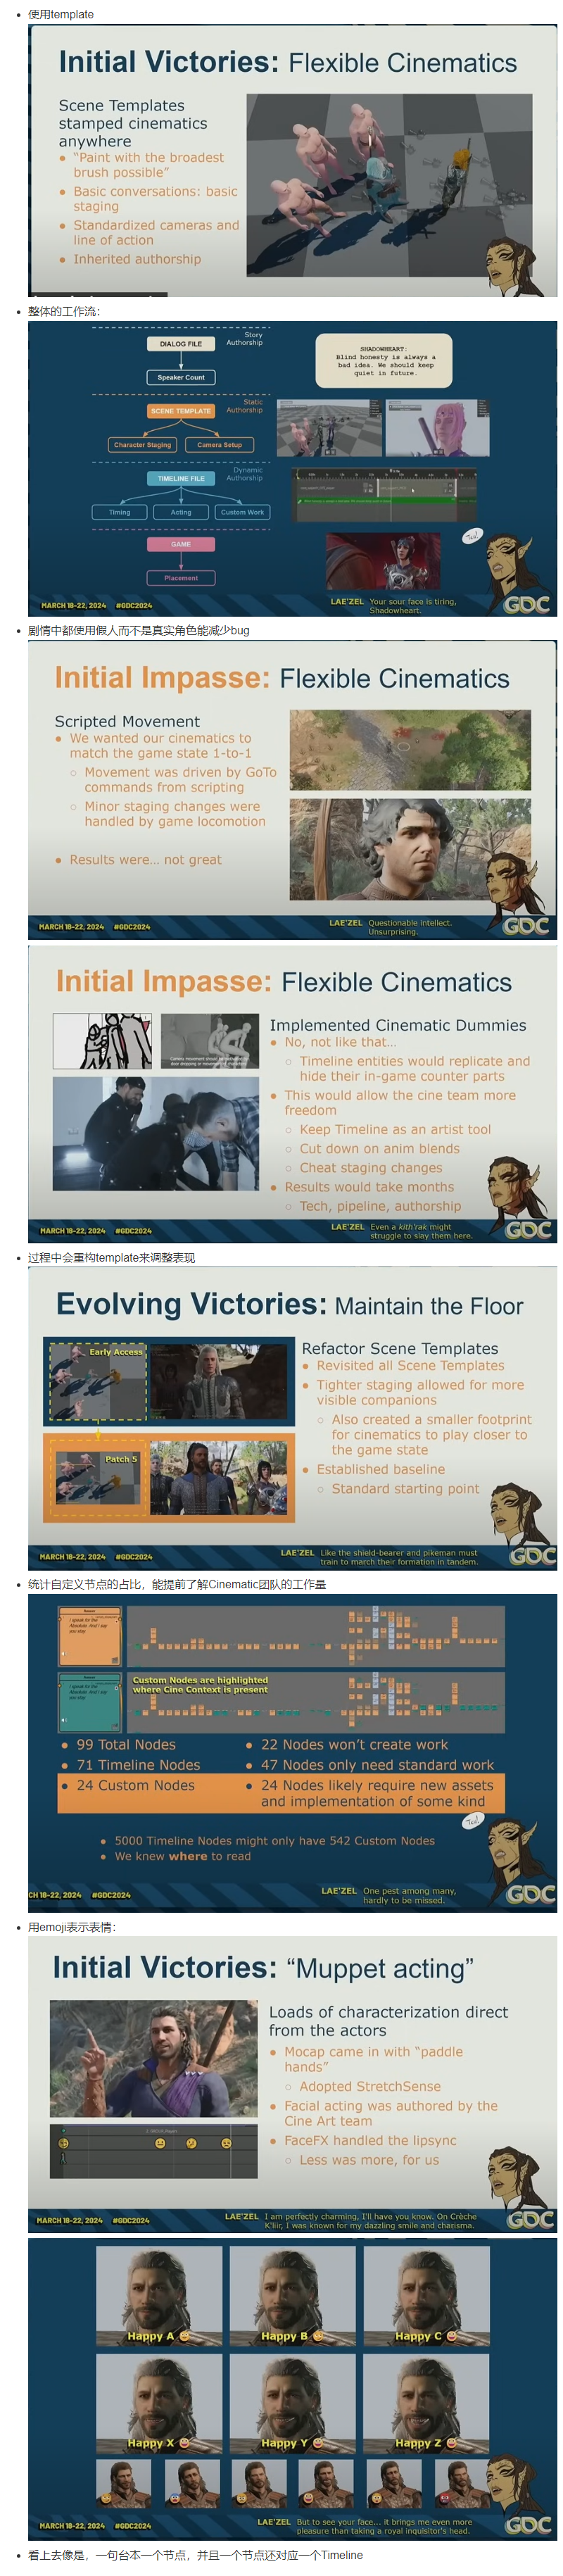 使用template
Initial Victories: Flexible Cinematics
Scene Templates
stamped cinematics
anywhere
“Paint with the broadest
brush possible”
Basic conversations: basic
staging
Standardized cameras and
line of action
Inherited authorship
整体的工作流：
Story
Authorship
DIALOG FILE
Speaker Count
SHADOWHEART:
Blind honesty is always a
bad idea. We should keep
quiet in future.
Static
Authorship
SCENE TEMPLATE
Character Staging
Camera Setup
Dynamic
Authorship
TIMELINE FILE
Timing
Acting
Custom Work
GAME
Placement
Tsk!
MARCH 18-22, 2024 #GDC2024
LAE'ZEL Your sour face is tiring,
Shadowheart.
GDC
剧情中都使用假人而不是真实角色能减少bug
Initial Impasse: Flexible Cinematics
Scripted Movement
We wanted our cinematics to
match the game state 1-to-1
Movement was driven by GoTo
commands from scripting
Minor staging changes were
handled by game locomotion
Results were... not great
MARCH 18-22, 2024 #GDC2024
LAE'ZEL Questionable intellect.
Unsurprising.
GDC
Initial Impasse: Flexible Cinematics
Implemented Cinematic Dummies
No, not like that...
Timeline entities would replicate and
hide their in-game counter parts
This would allow the cine team more
freedom
Keep Timeline as an artist tool
Cut down on anim blends
Cheat staging changes
Results would take months
Tech, pipeline, authorship
MARCH 18-22, 2024 #GDC2024
LAE'ZEL Even a kith'rak might
struggle to slay them here.
GDC
过程中会重构template来调整表现
Evolving Victories: Maintain the Floor
Early Access
Patch 5
Refactor Scene Templates
Revisited all Scene Templates
Tighter staging allowed for more
visible companions
Also created a smaller footprint
for cinematics to play closer to
the game state
Established baseline
Standard starting point
MARCH 18-22, 2024 #GDC2024
LAE'ZEL Like the shield-bearer and pikeman must
train to march their formation in tandem.
GDC
统计自定义节点的占比，能提前了解Cinematic团队的工作量
I speak for the
Absolute. And I say
you stay
I speak for the
Absolute. And I say
you stay
Custom Nodes are highlighted
where Cine Context is present
99 Total Nodes
22 Nodes won't create work
71 Timeline Nodes
47 Nodes only need standard work
24 Custom Nodes
24 Nodes likely require new assets
and implementation of some kind
5000 Timeline Nodes might only have 542 Custom Nodes
We knew where to read
Tsk!
CH 18-22, 2024 #GDC2024
LAE'ZEL One pest among many,
hardly to be missed.
GDC
用emoji表示表情：
Initial Victories: “Muppet acting”
Loads of characterization direct
from the actors
Mocap came in with “paddle
hands”
Adopted StretchSense
Facial acting was authored by the
Cine Art team
FaceFX handled the lipsync
Less was more, for us
MARCH 18-22, 2024 #GDC2024
LAE'ZEL I am perfectly charming, I'll have you know. On Crèche
K'liir, I was known for my dazzling smile and charisma.
GDC
Happy A
Happy B
Happy C
Happy X
Happy Y
Happy Z
MARCH 18-22, 2024 #GDC2024
LAE'ZEL But to see your face... it brings me even more
pleasure than taking a royal inquisitor's head.
GDC
看上去像是，一句台本一个节点，并且一个节点还对应一个Timeline